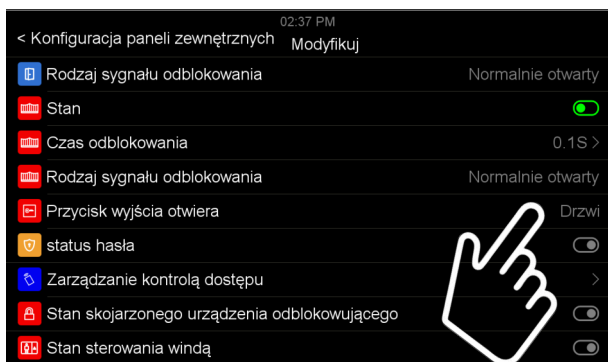 02:37 PM
< Konfiguracja paneli zewnętrznych Modyfikuj
Rodzaj sygnału odblokowania Normalnie otwarty
Stan
Czas odblokowania 0.1S >
Rodzaj sygnału odblokowania Normalnie otwarty
Przycisk wyjścia otwiera Drzwi
status hasła
Zarządzanie kontrolą dostępu >
Stan skojarzonego urządzenia odblokowującego
Stan sterowania windą